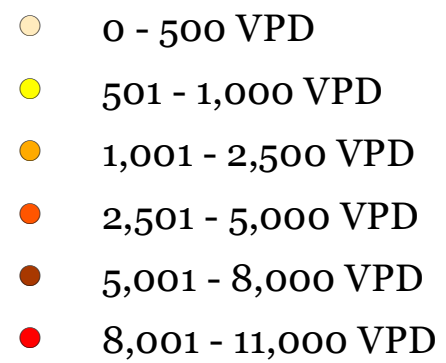 0 - 500 VPD
501 - 1,000 VPD
1,001 - 2,500 VPD
2,501 - 5,000 VPD
5,001 - 8,000 VPD
8,001 - 11,000 VPD